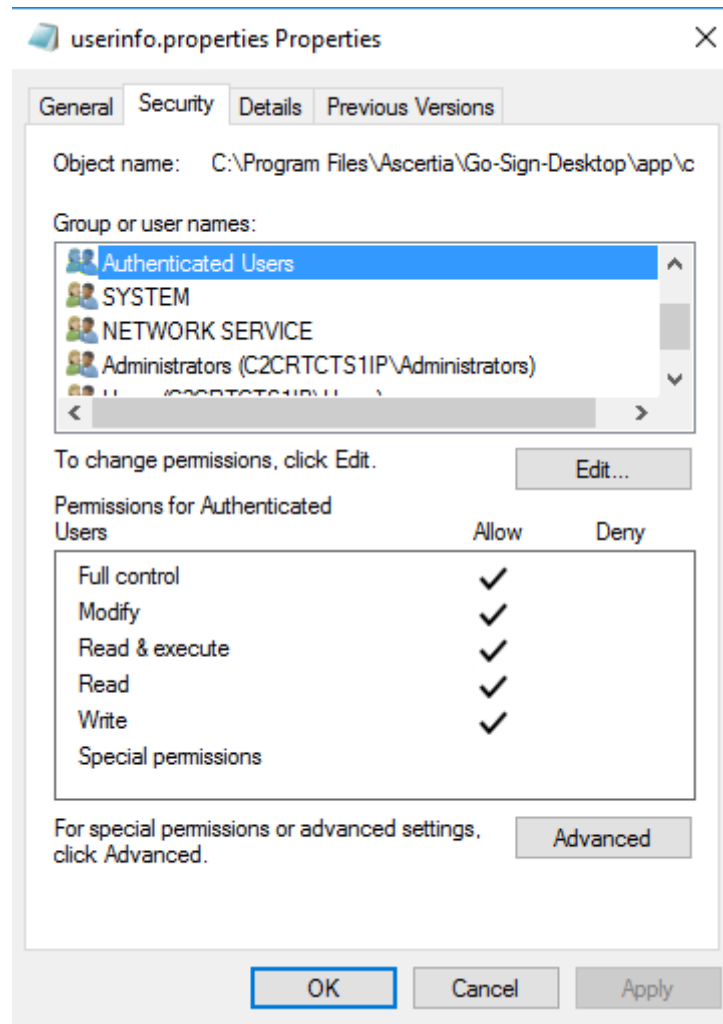 userinfo.properties Properties
General Security Details Previous Versions
Object name: C:\Program Files\Ascertia\Go-Sign-Desktop\app\c
Group or user names:
Authenticated Users
SYSTEM
NETWORK SERVICE
Administrators (C2CRTCTS1IP\Administrators)
To change permissions, click Edit.
Edit...
Permissions for Authenticated
Users Allow Deny
Full control
Modify
Read & execute
Read
Write
Special permissions
For special permissions or advanced settings,
click Advanced.
Advanced
OK Cancel Apply